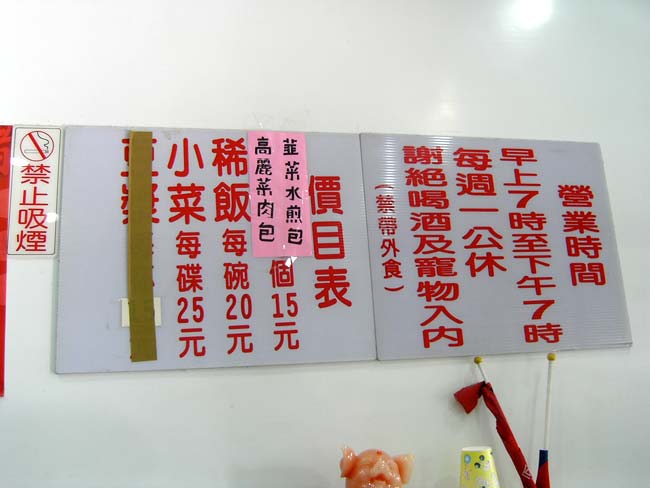 營業時間
早上7時至下午7時
每週一公休
謝絕喝酒及寵物入內
(禁帶外食)
價目表
韮菜水煎包
高麗菜肉包
個15元
稀飯每碗20元
小菜每碟25元
禁止吸煙